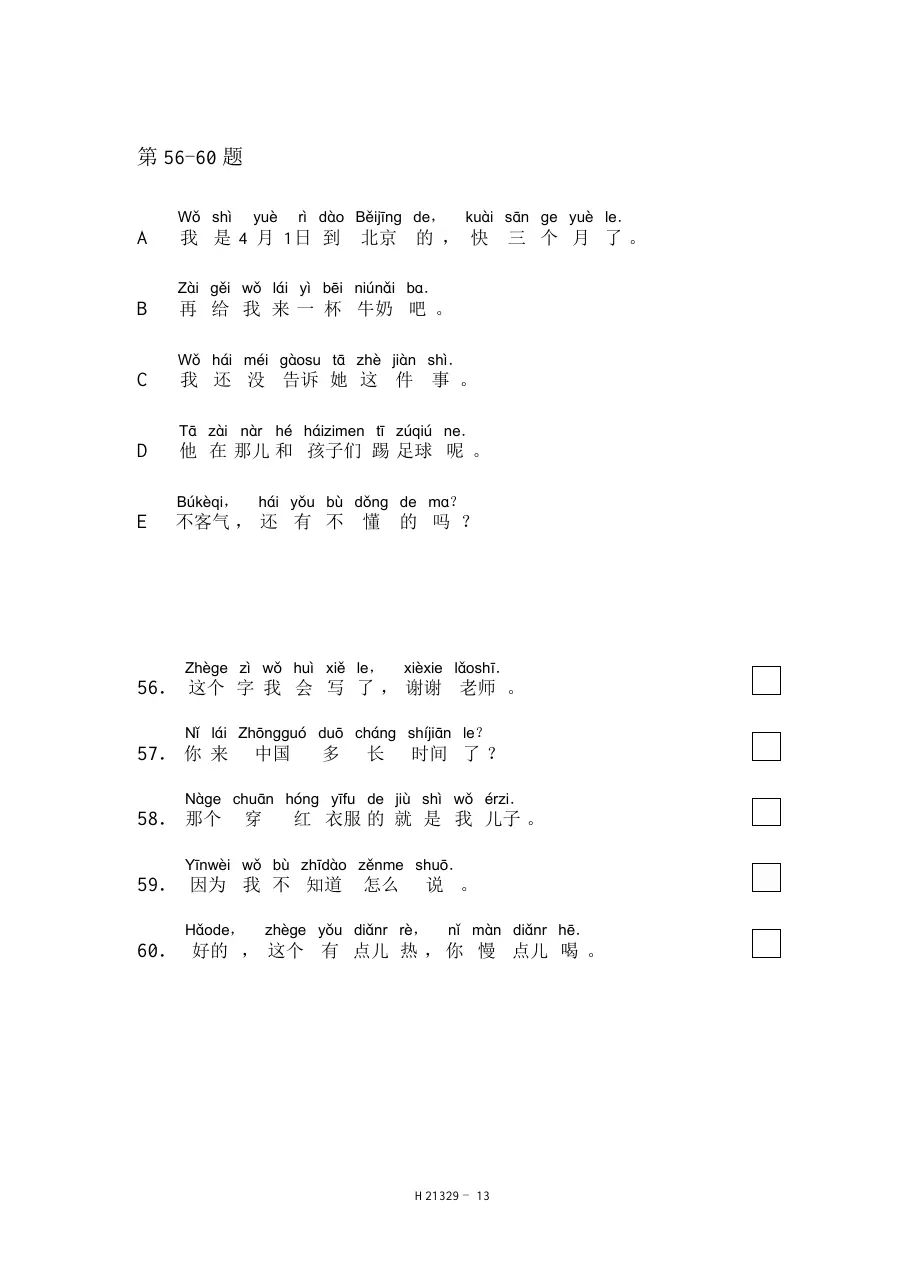 第 56-60 题
Wǒ shì yuè rì dào Běijīng de， kuài sān ge yuè le.
A 我 是 4 月 1日 到 北京 的 ， 快 三 个 月 了 。
Zài gěi wǒ lái yì bēi niúnǎi ba.
B 再 给 我 来 一 杯 牛奶 吧 。
Wǒ hái méi gàosu tā zhè jiàn shì.
C 我 还 没 告诉 她 这 件 事 。
Tā zài nàr hé háizimen tī zúqiú ne.
D 他 在 那儿 和 孩子们 踢 足球 呢 。
Búkèqi， hái yǒu bù dǒng de ma?
E 不客气 ， 还 有 不 懂 的 吗 ？
Zhège zì wǒ huì xiě le， xièxie lǎoshī.
56. 这个 字 我 会 写 了 ， 谢谢 老师 。
Nǐ lái Zhōngguó duō cháng shíjiān le?
57. 你 来 中国 多 长 时间 了 ？
Nàge chuān hóng yīfu de jiù shì wǒ érzi.
58. 那个 穿 红 衣服 的 就 是 我 儿子 。
Yīnwèi wǒ bù zhīdào zěnme shuō.
59. 因为 我 不 知道 怎么 说 。
Hǎode， zhège yǒu diǎnr rè， nǐ màn diǎnr hē.
60. 好的 ， 这个 有 点儿 热 ， 你 慢 点儿 喝 。
H 21329 - 13